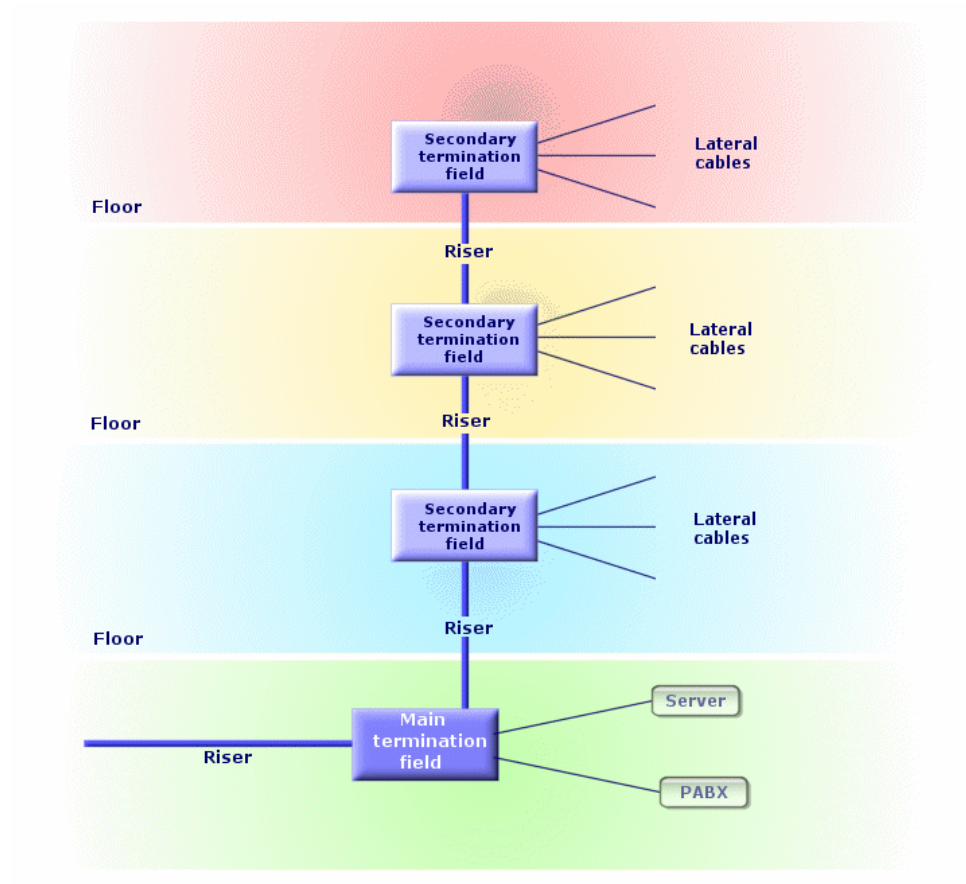 Secondary
termination
field
Lateral
cables
Floor
Riser
Secondary
termination
field
Lateral
cables
Riser
Floor
Secondary
termination
field
Lateral
cables
Riser
Floor
Main
termination
field
Server
Riser
PABX